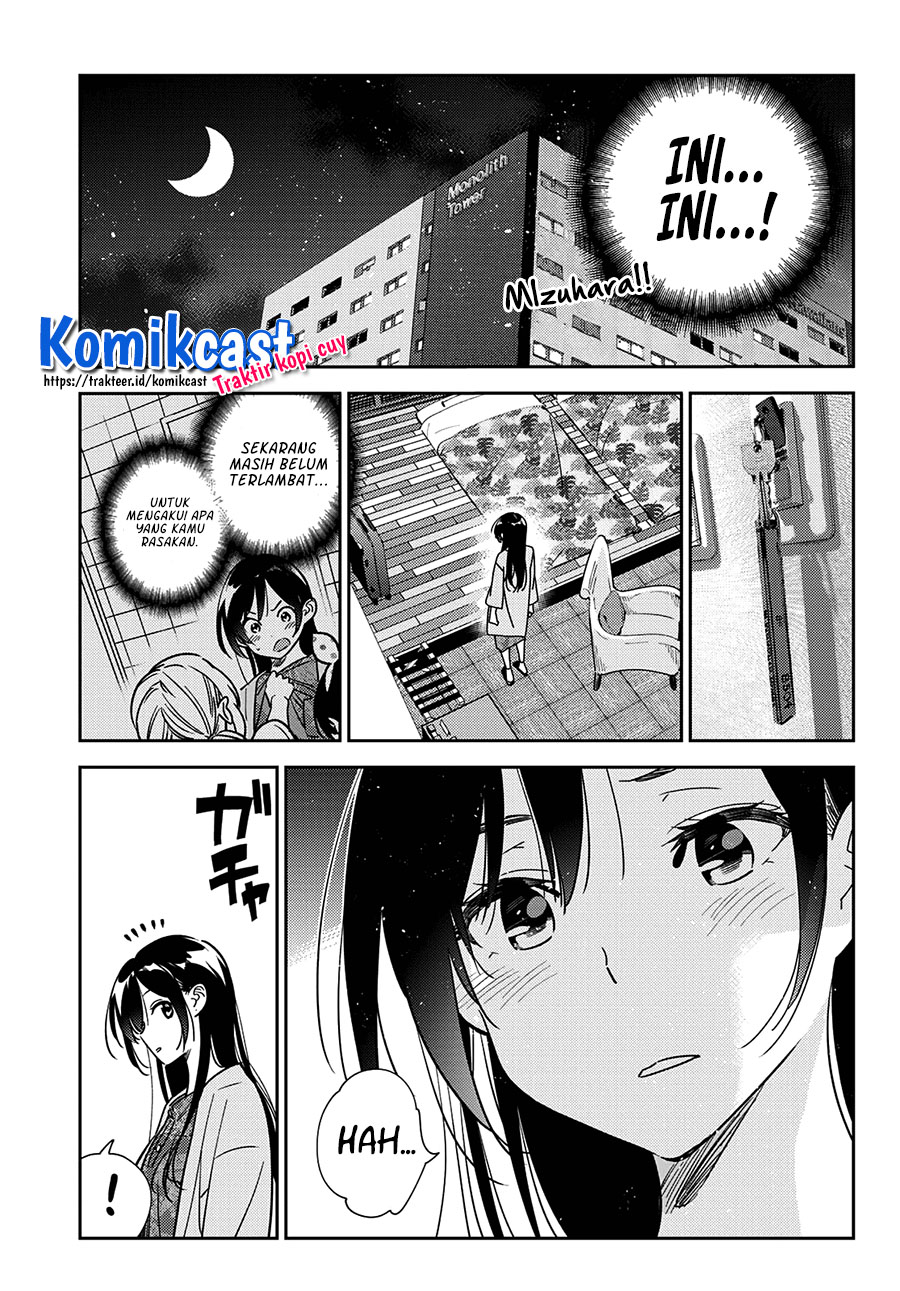 INI...
INI...!
Monolith
Tower
MIzuhara!!
Komikcast
Traktir kopi cuy
https://trakteer.id/komikcast
SEKARANG
MASIH BELUM
TERLAMBAT...
UNTUK
MENGAKUI APA
YANG KAMU
RASAKAN.
ガチャ
HAH...
!